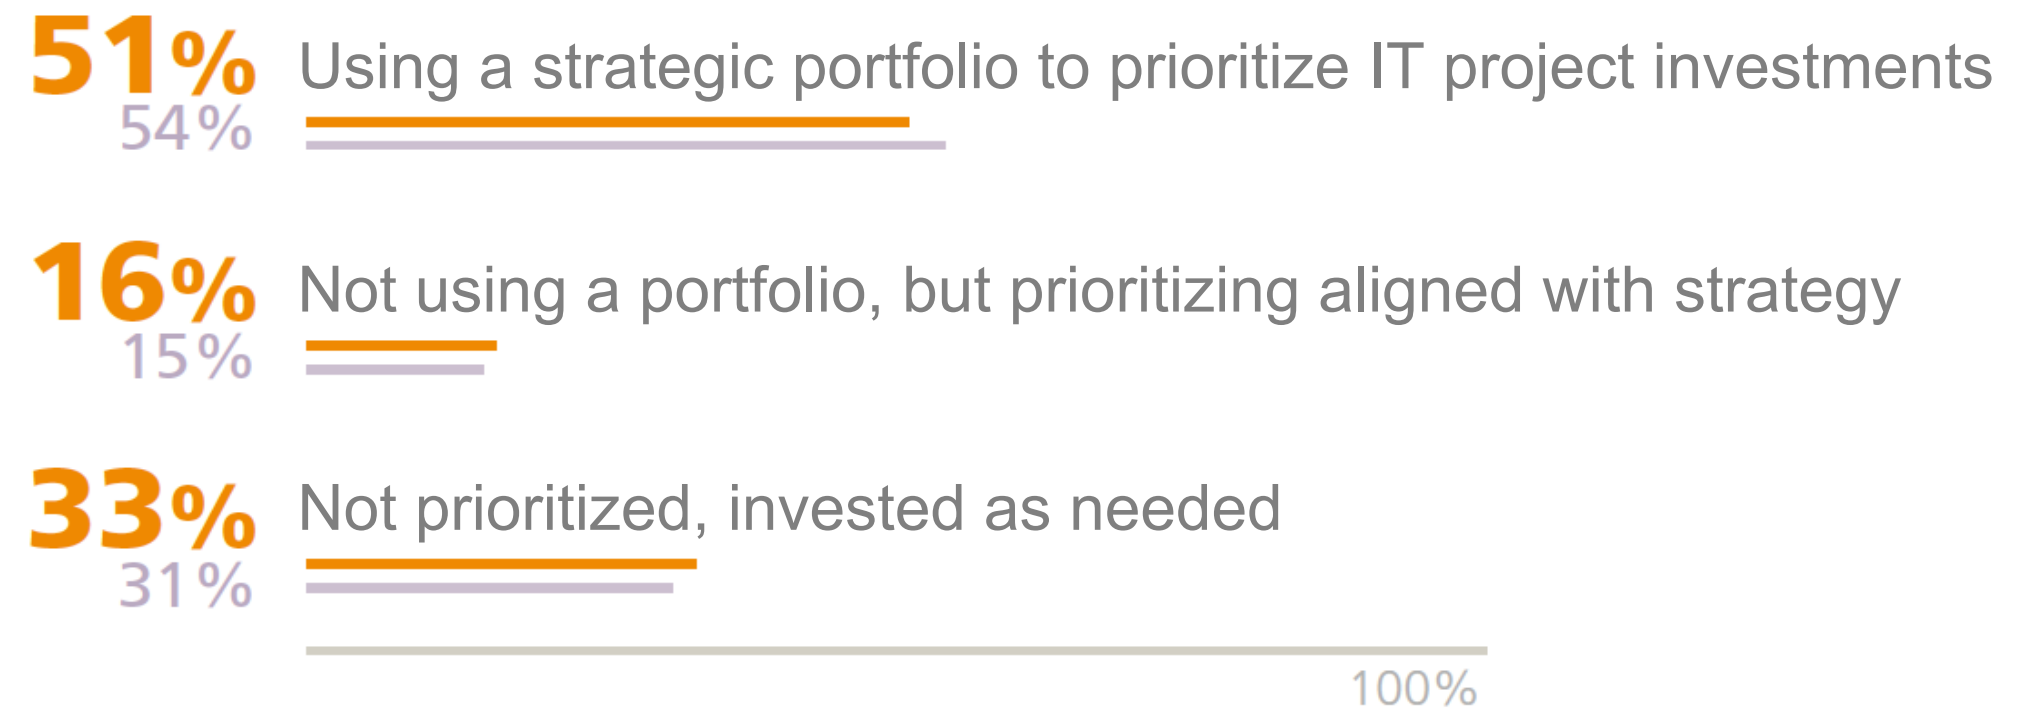 51% Using a strategic portfolio to prioritize IT project investments
54%
16% Not using a portfolio, but prioritizing aligned with strategy
15%
33% Not prioritized, invested as needed
31%
100%